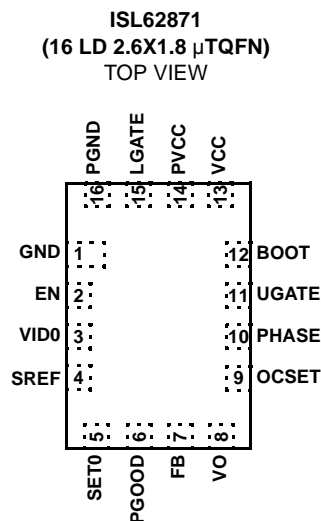 ISL62871
(16 LD 2.6X1.8 µTQFN)
TOP VIEW
PGND
LGATE
PVCC
VCC
16
15
14
13
GND 1
EN 2
VID0 3
SREF 4
12 BOOT
11 UGATE
10 PHASE
9 OCSET
5
6
7
8
SET0
PGOOD
FB
VO